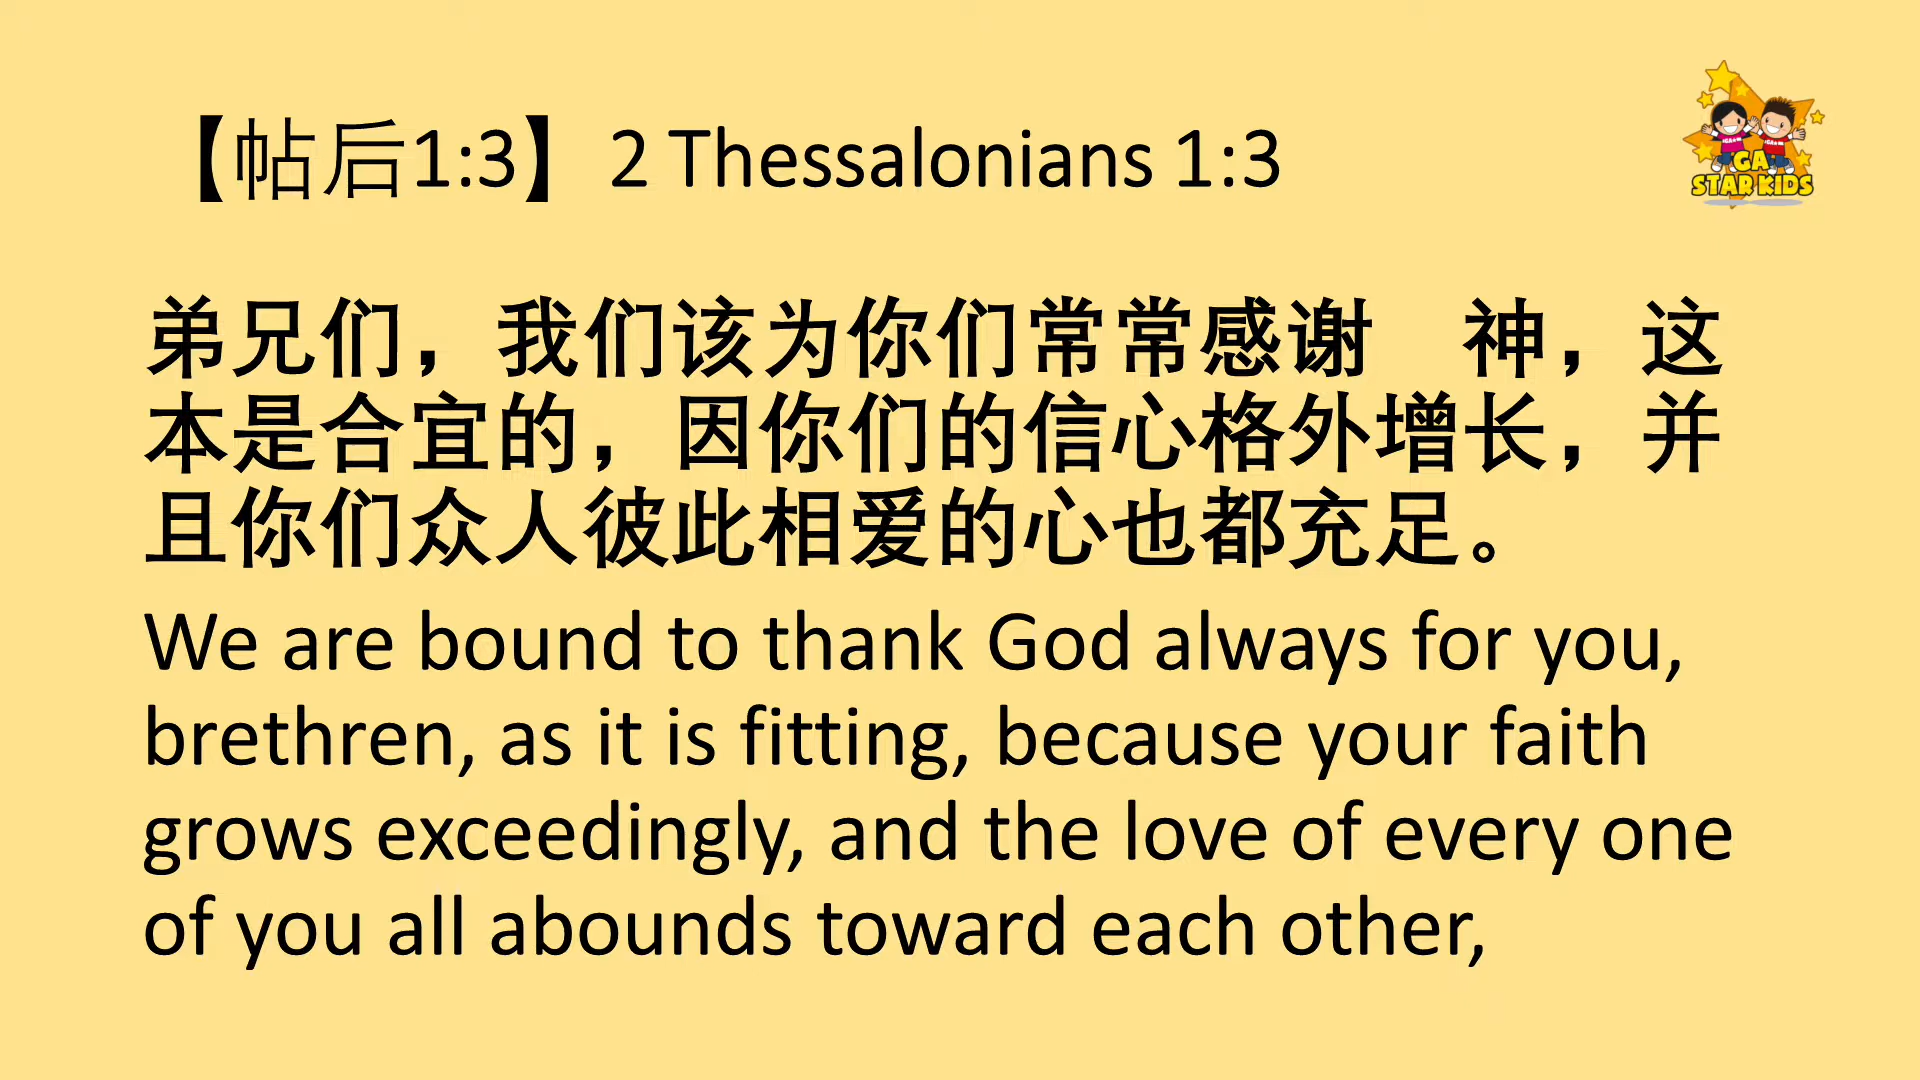 【帖后1:3】 2 Thessalonians 1:3
GA
STAR KIDS
弟兄们，我们该为你们常常感谢　神，这
本是合宜的，因你们的信心格外增长，并
且你们众人彼此相爱的心也都充足。
We are bound to thank God always for you,
brethren, as it is fitting, because your faith
grows exceedingly, and the love of every one
of you all abounds toward each other,